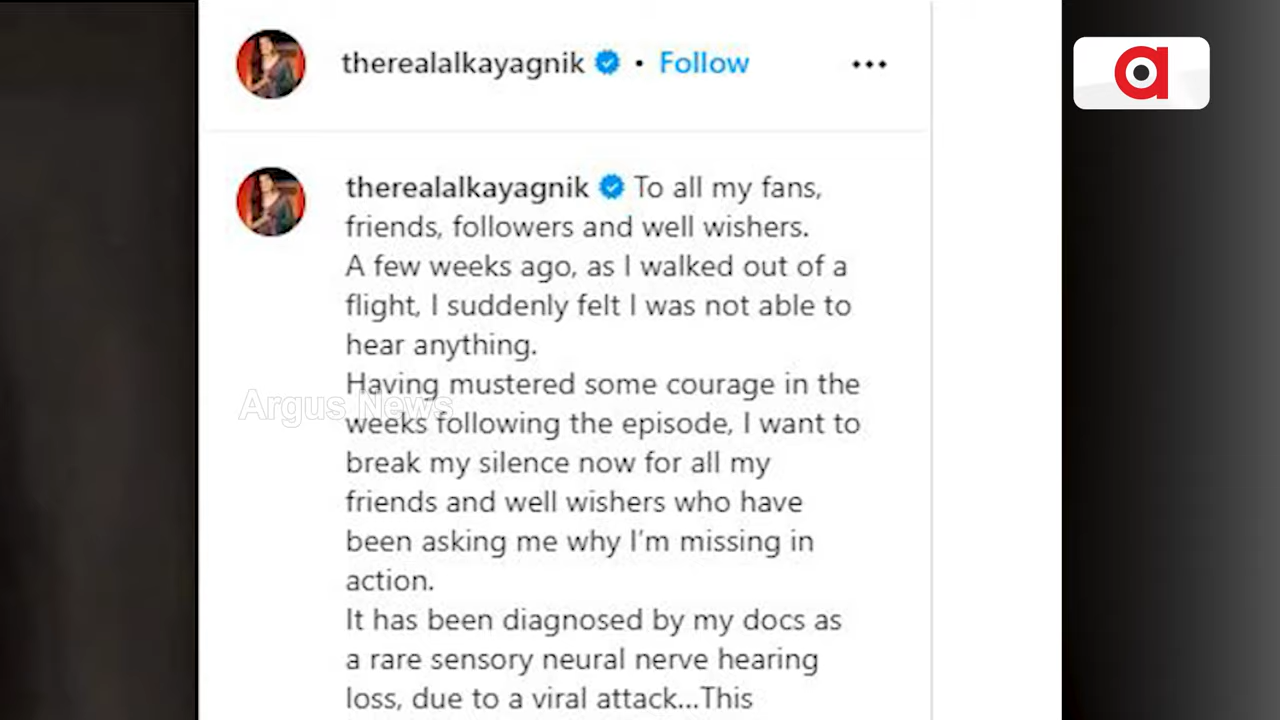 therealalkayagnik • Follow •••
therealalkayagnik To all my fans,
friends, followers and well wishers.
A few weeks ago, as I walked out of a
flight, I suddenly felt I was not able to
hear anything.
Having mustered some courage in the
weeks following the episode, I want to
break my silence now for all my
friends and well wishers who have
been asking me why I'm missing in
action.
It has been diagnosed by my docs as
a rare sensory neural nerve hearing
loss, due to a viral attack...This
Argus News
a